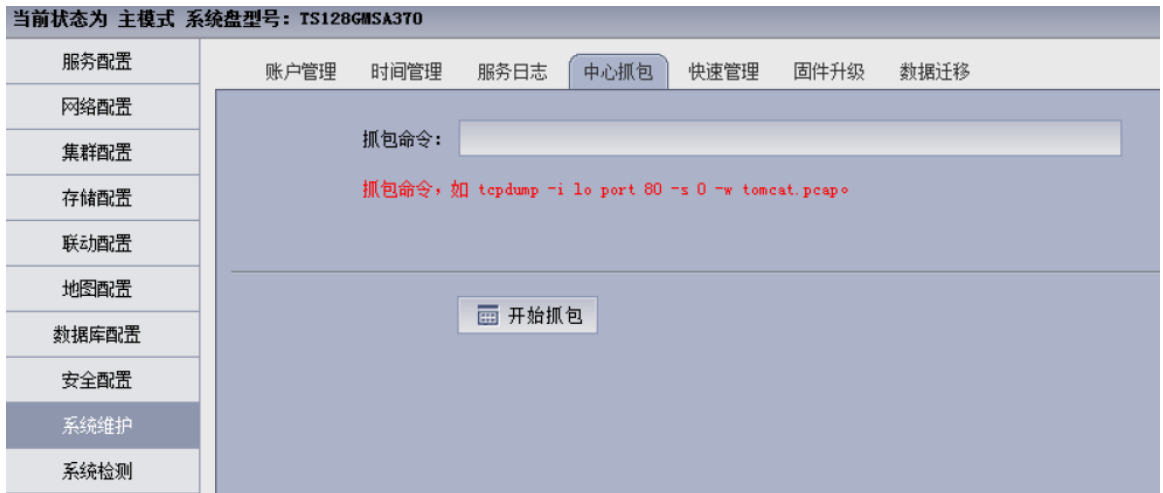 当前状态为 主模式 系统盘型号：TS128GMSA370
服务配置
网络配置
集群配置
存储配置
联动配置
地图配置
数据库配置
安全配置
系统维护
系统检测
账户管理 时间管理 服务日志 中心抓包 快速管理 固件升级 数据迁移
抓包命令：
抓包命令，如 tcpdump -i lo port 80 -s 0 -w tomcat.pcap。
开始抓包